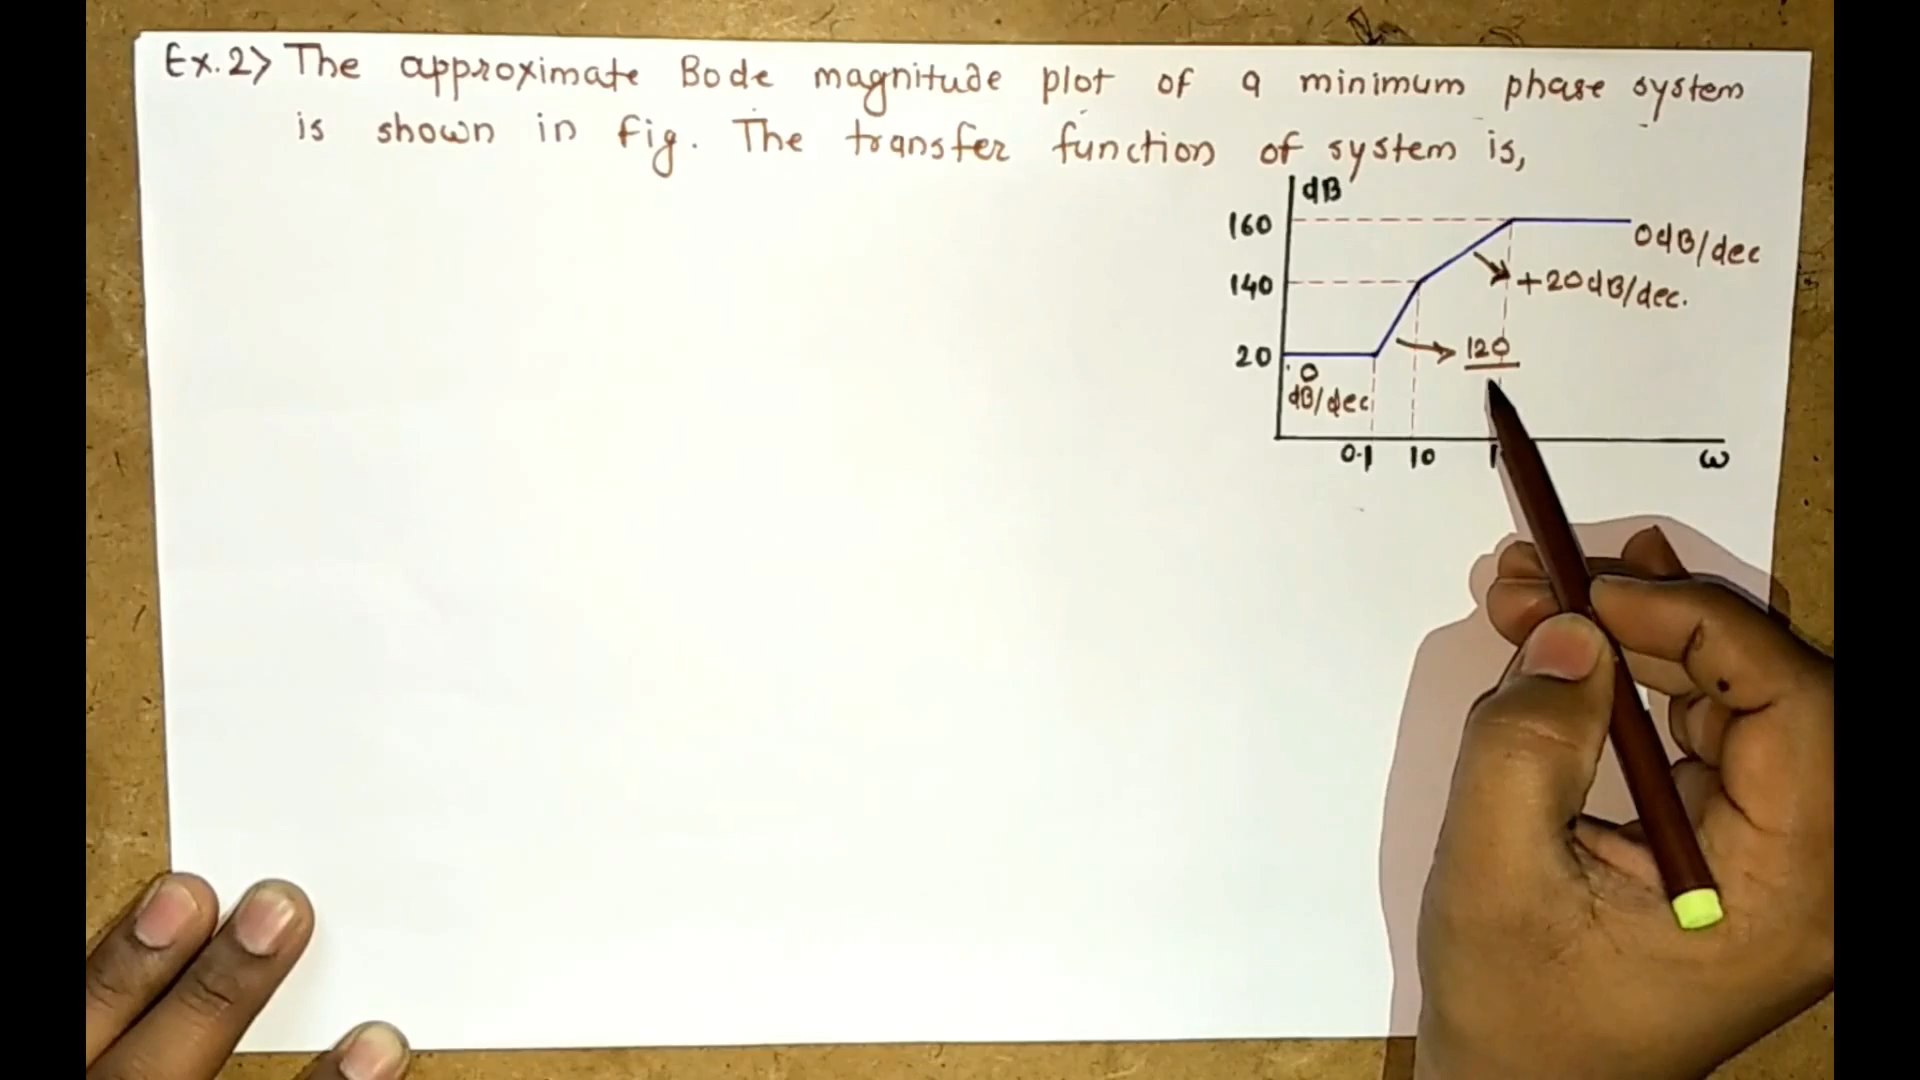 Ex.2> The approximate Bode magnitude plot of a minimum phase system
is shown in fig. The transfer function of system is,
dB
160
0dB/dec
140
+20dB/dec.
120
20
0
dB/dec
0.1 10 ω